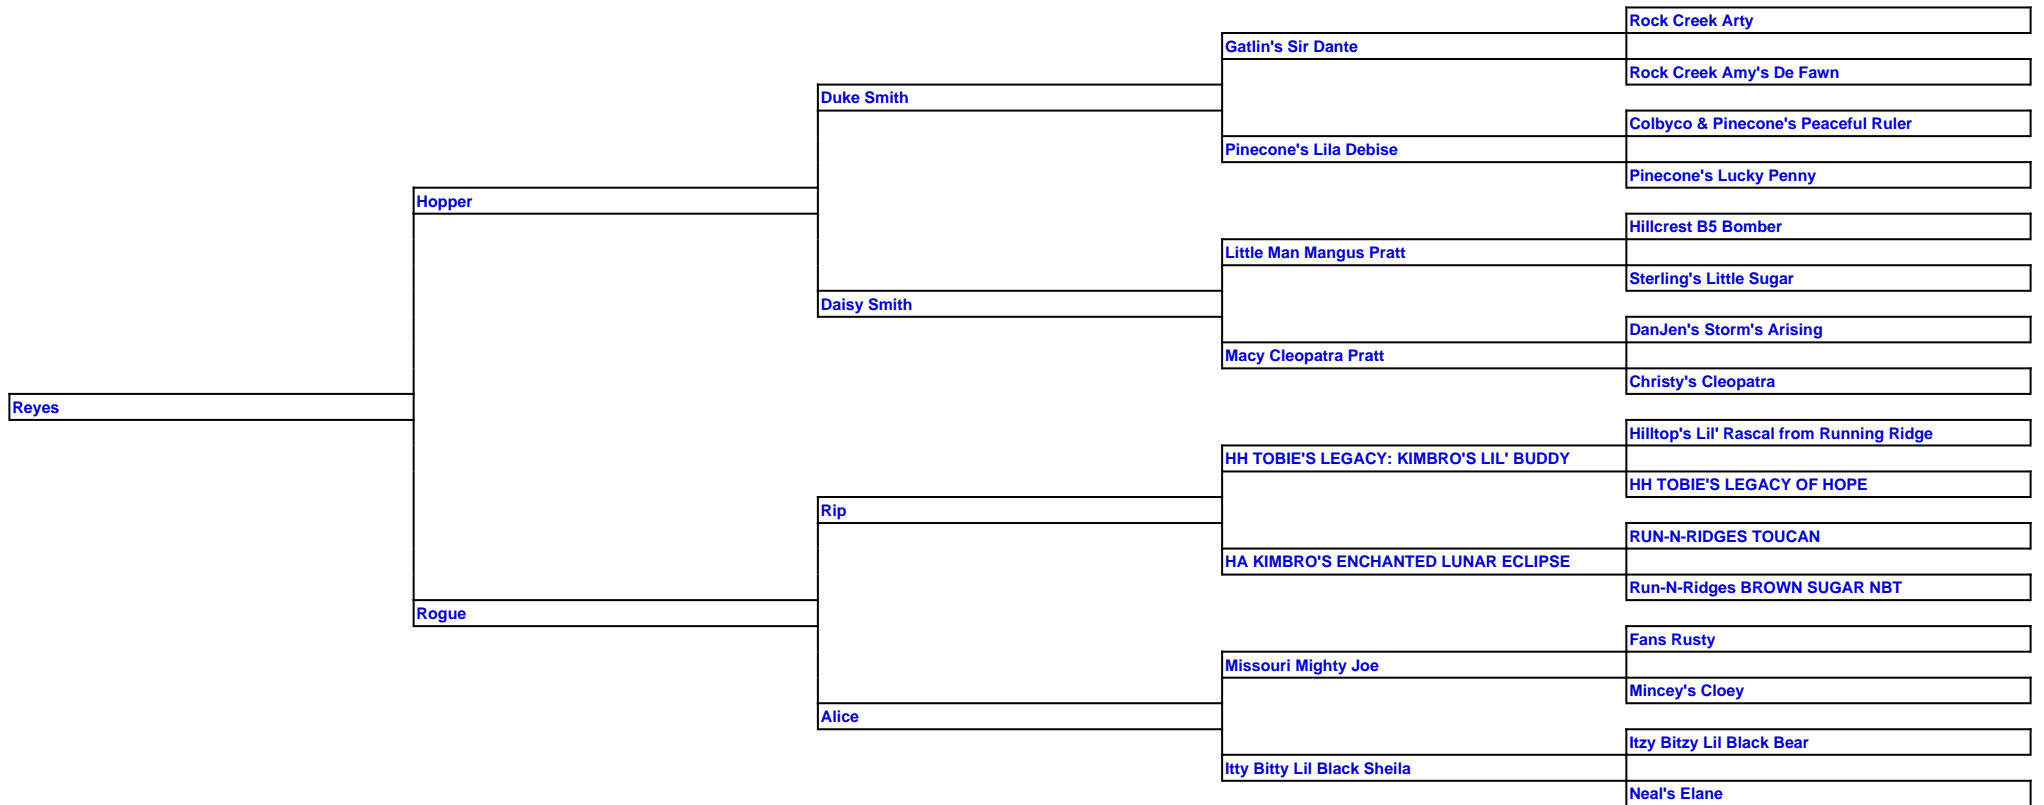 Rock Creek Arty
Gatlin's Sir Dante
Rock Creek Amy's De Fawn
Duke Smith
Colbyco & Pinecone's Peaceful Ruler
Pinecone's Lila Debise
Pinecone's Lucky Penny
Hopper
Hillcrest B5 Bomber
Little Man Mangus Pratt
Sterling's Little Sugar
Daisy Smith
DanJen's Storm's Arising
Macy Cleopatra Pratt
Christy's Cleopatra
Reyes
Hilltop's Lil' Rascal from Running Ridge
HH TOBIE'S LEGACY: KIMBRO'S LIL' BUDDY
HH TOBIE'S LEGACY OF HOPE
Rip
RUN-N-RIDGES TOUCAN
HA KIMBRO'S ENCHANTED LUNAR ECLIPSE
Run-N-Ridges BROWN SUGAR NBT
Rogue
Fans Rusty
Missouri Mighty Joe
Mincey's Cloey
Alice
Itzy Bitzy Lil Black Bear
Itty Bitty Lil Black Sheila
Neal's Elane